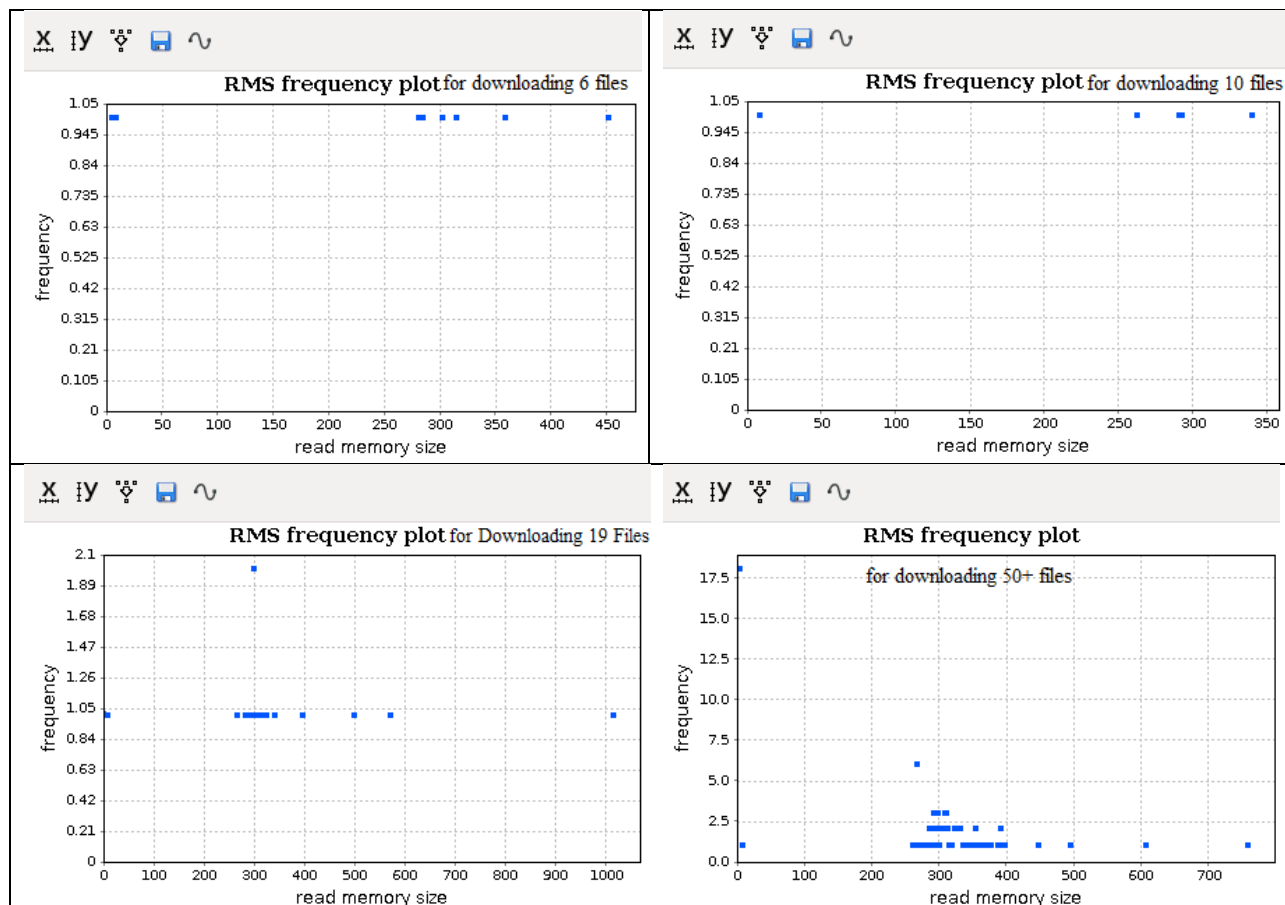 X Y
RMS frequency plot for downloading 6 files
1.05
0.945
0.84
0.735
0.63
0.525
0.42
0.315
0.21
0.105
0
frequency
0 50 100 150 200 250 300 350 400 450
read memory size
X Y
RMS frequency plot for downloading 10 files
1.05
0.945
0.84
0.735
0.63
0.525
0.42
0.315
0.21
0.105
0
frequency
0 50 100 150 200 250 300 350
read memory size
X Y
RMS frequency plot for Downloading 19 Files
2.1
1.89
1.68
1.47
1.26
1.05
0.84
0.63
0.42
0.21
0
frequency
0 100 200 300 400 500 600 700 800 900 1000
read memory size
X Y
RMS frequency plot
for downloading 50+ files
17.5
15.0
12.5
10.0
7.5
5.0
2.5
0.0
frequency
0 100 200 300 400 500 600 700
read memory size